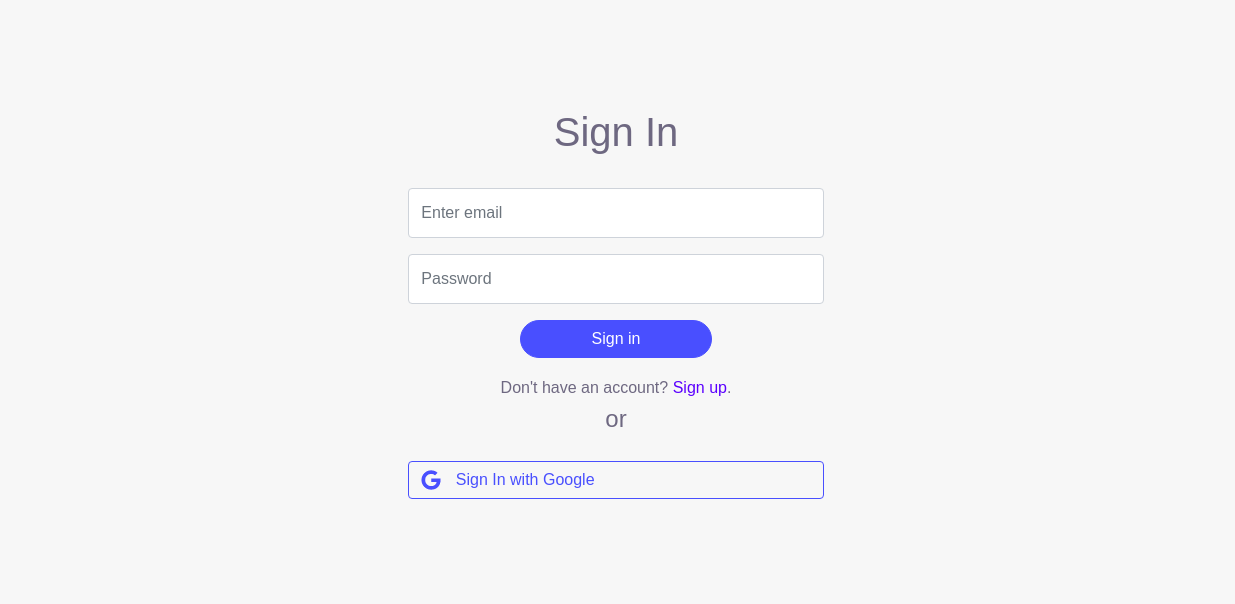 Sign In
Enter email
Password
Sign in
Don't have an account? Sign up.
or
Sign In with Google